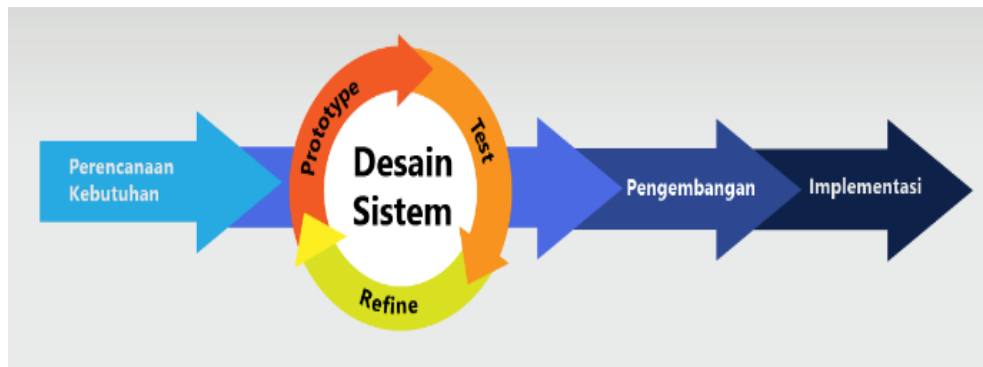 Perencanaan
Kebutuhan
Prototype
Test
Refine
Desain
Sistem
Pengembangan
Implementasi